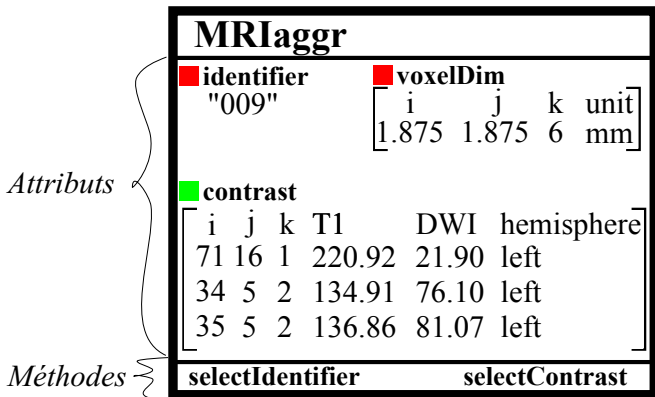 MRIaggr
identifier voxelDim
"009" i j k unit
1.875 1.875 6 mm
Attributs
contrast
i j k T1 DWI hemisphere
71 16 1 220.92 21.90 left
34 5 2 134.91 76.10 left
35 5 2 136.86 81.07 left
Méthodes selectIdentifier selectContrast